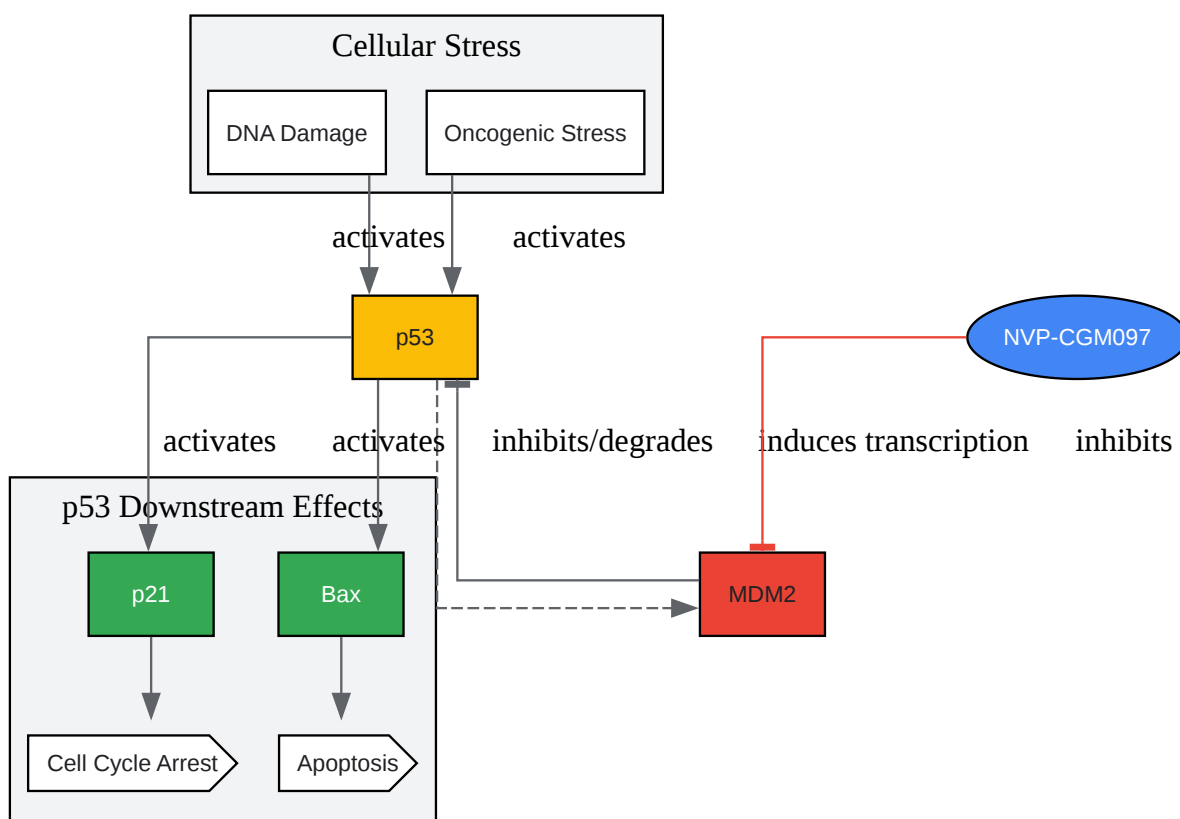 Cellular Stress
DNA Damage
Oncogenic Stress
activates
activates
p53
NVP-CGM097
activates
activates
inhibits/degrades
induces transcription
inhibits
p53 Downstream Effects
p21
Bax
MDM2
Cell Cycle Arrest
Apoptosis